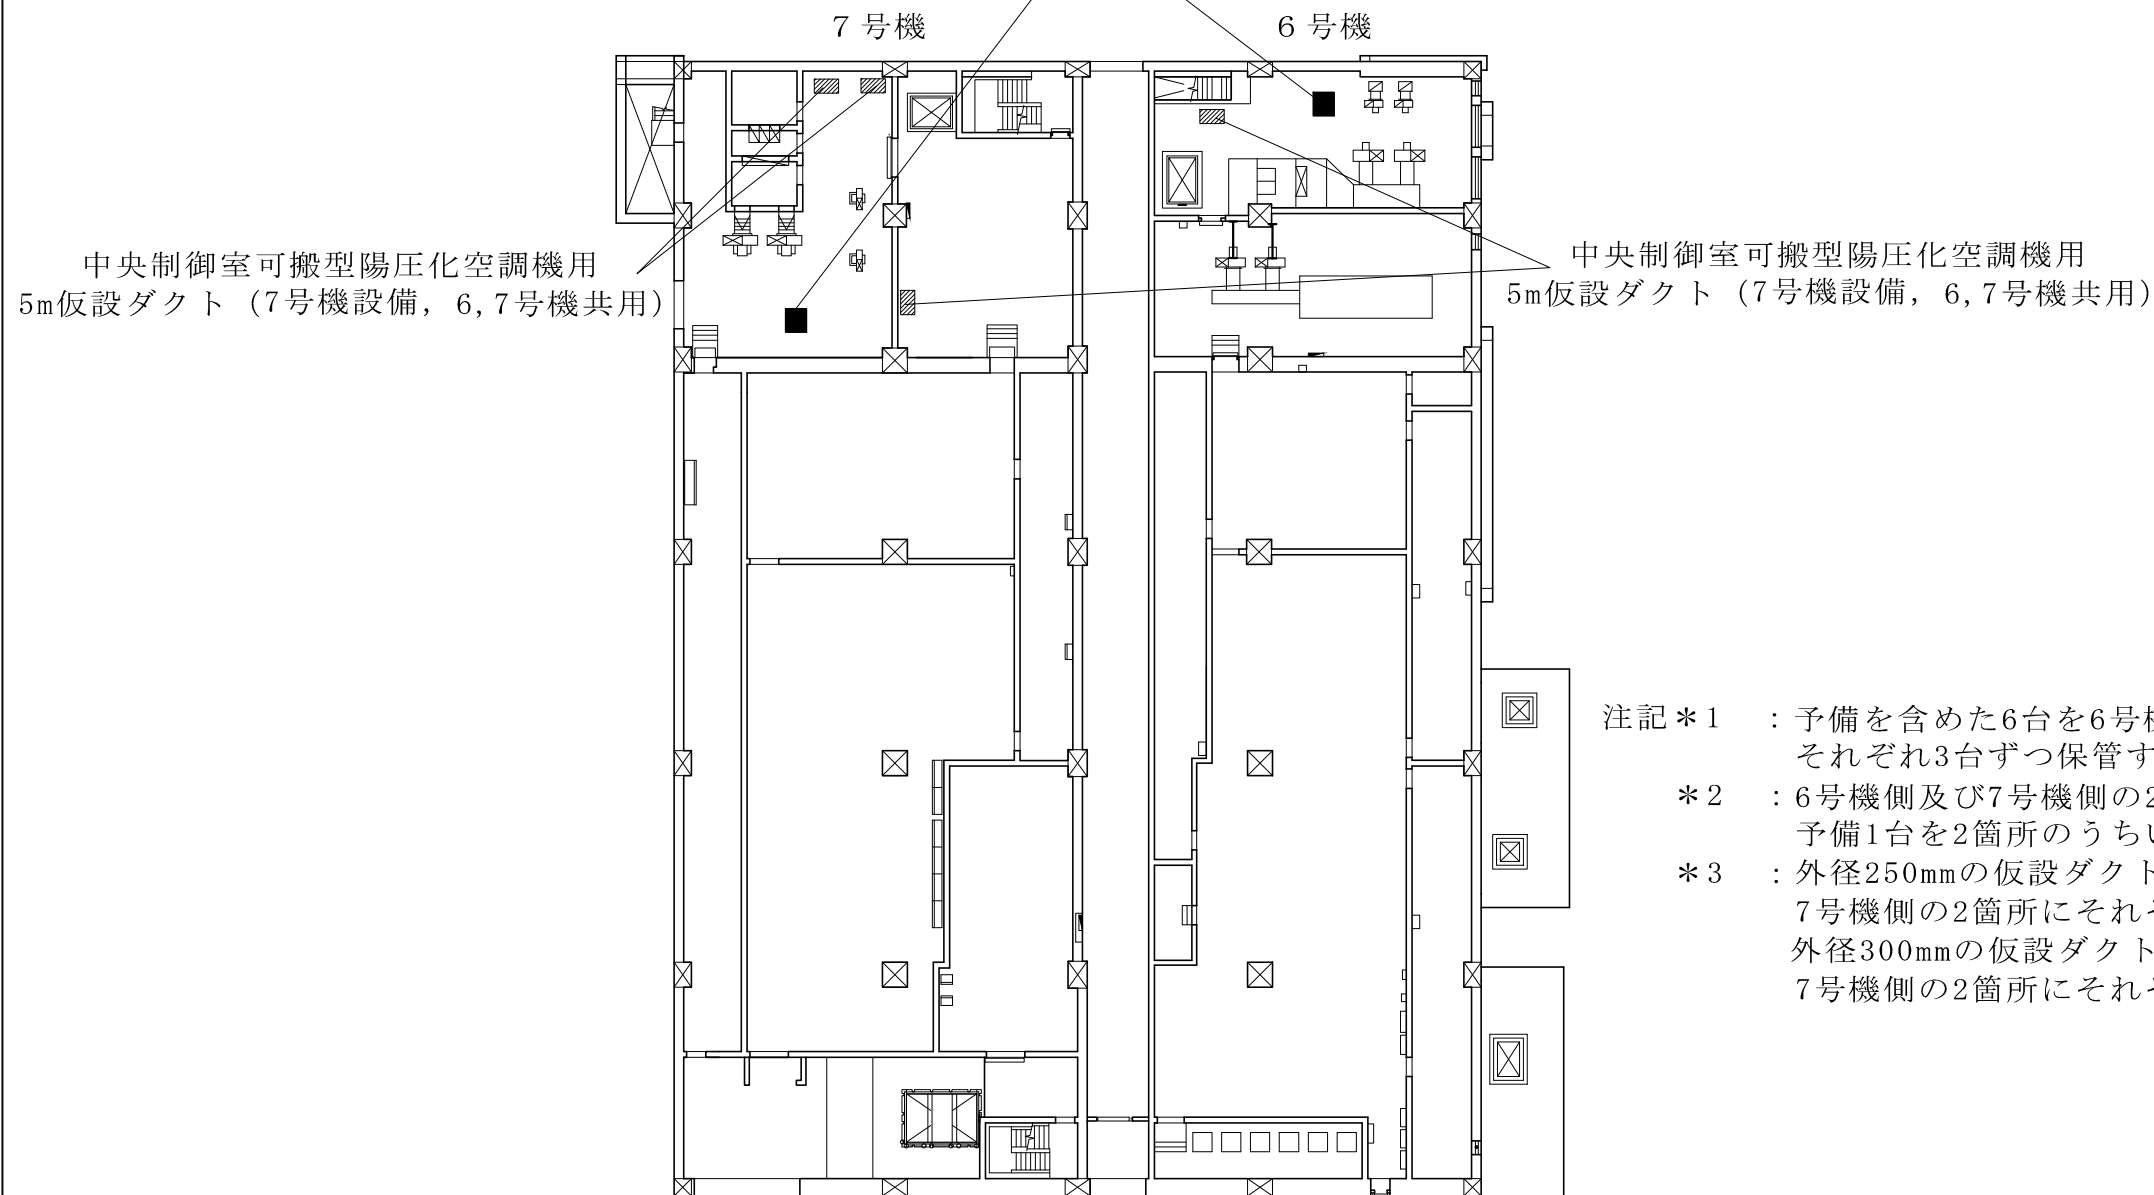 7号機
6号機
中央制御室可搬型陽圧化空調機用
5m仮設ダクト (7号機設備, 6,7号機共用)
中央制御室可搬型陽圧化空調機用
5m仮設ダクト (7号機設備, 6,7号機共用)
注記＊1 ：予備を含めた6台を6号
それぞれ3台ずつ保管す
＊2 ：6号機側及び7号機側の2
予備1台を2箇所のうち
＊3 ：外径250mmの仮設ダクト
7号機側の2箇所にそれ
外径300mmの仮設ダクト
7号機側の2箇所にそれ